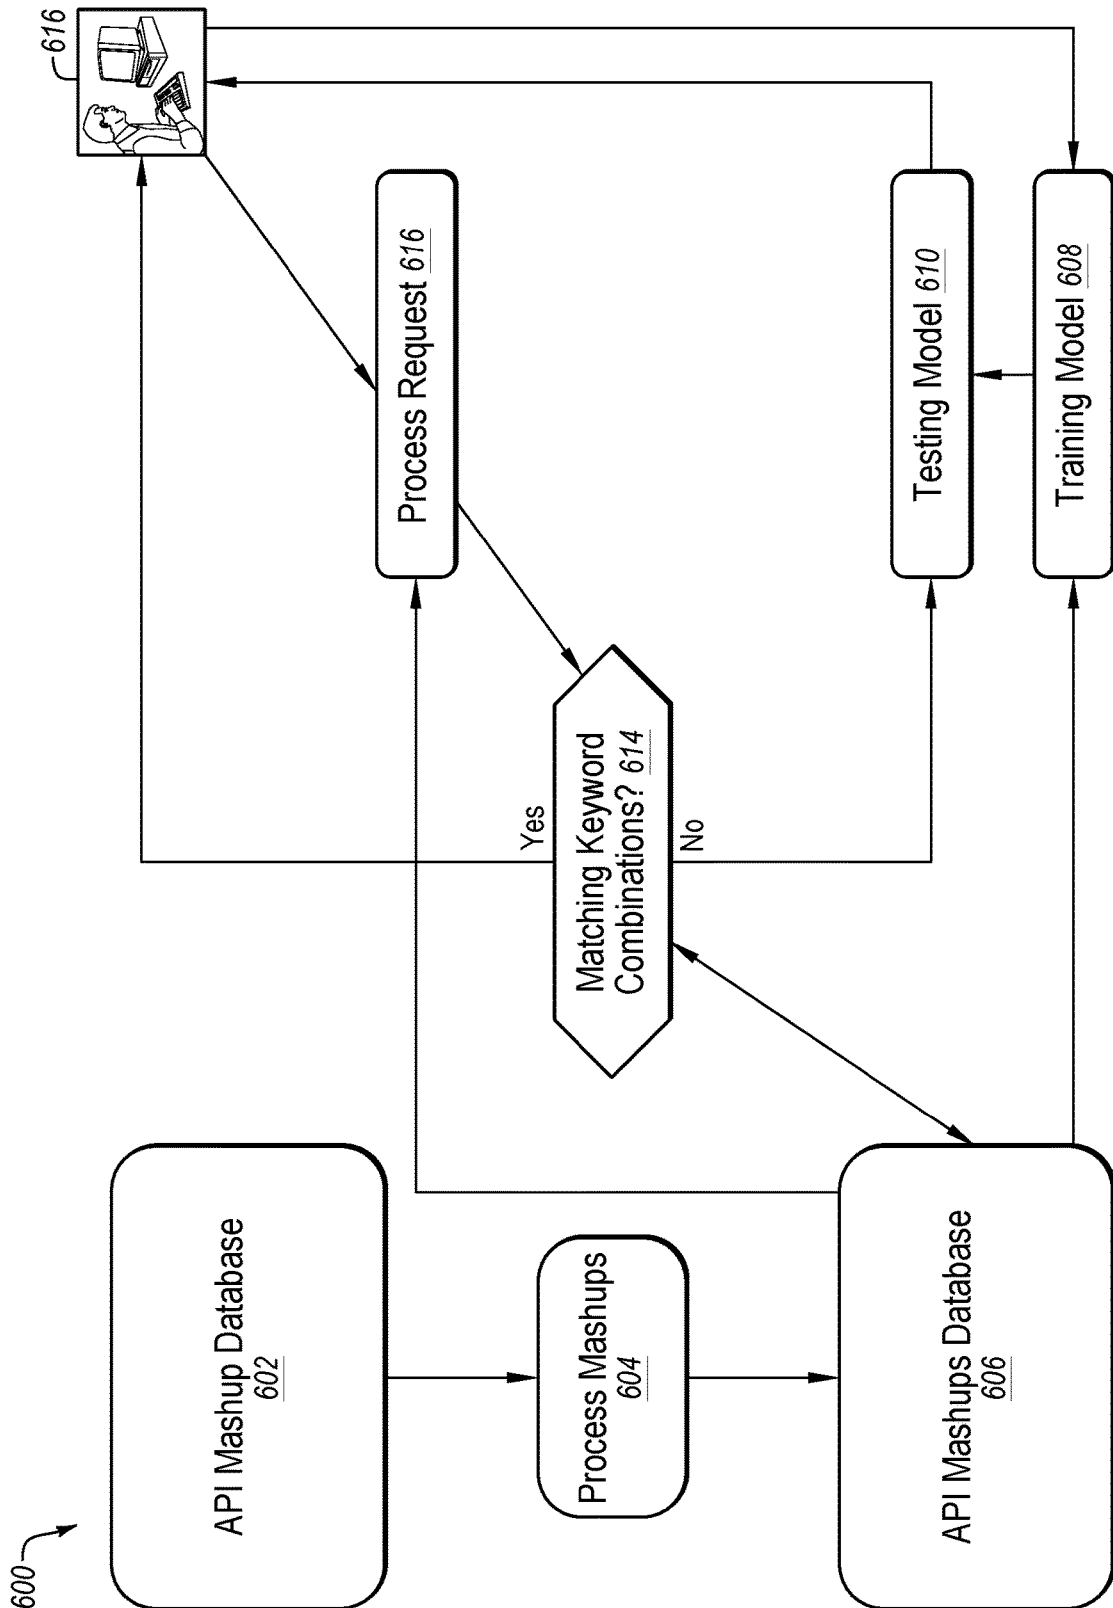 600
API Mashup Database
602
Process Mashups
604
API Mashups Database
606
Matching Keyword
Combinations? 614
Yes
No
Process Request 616
616
Testing Model 610
Training Model 608